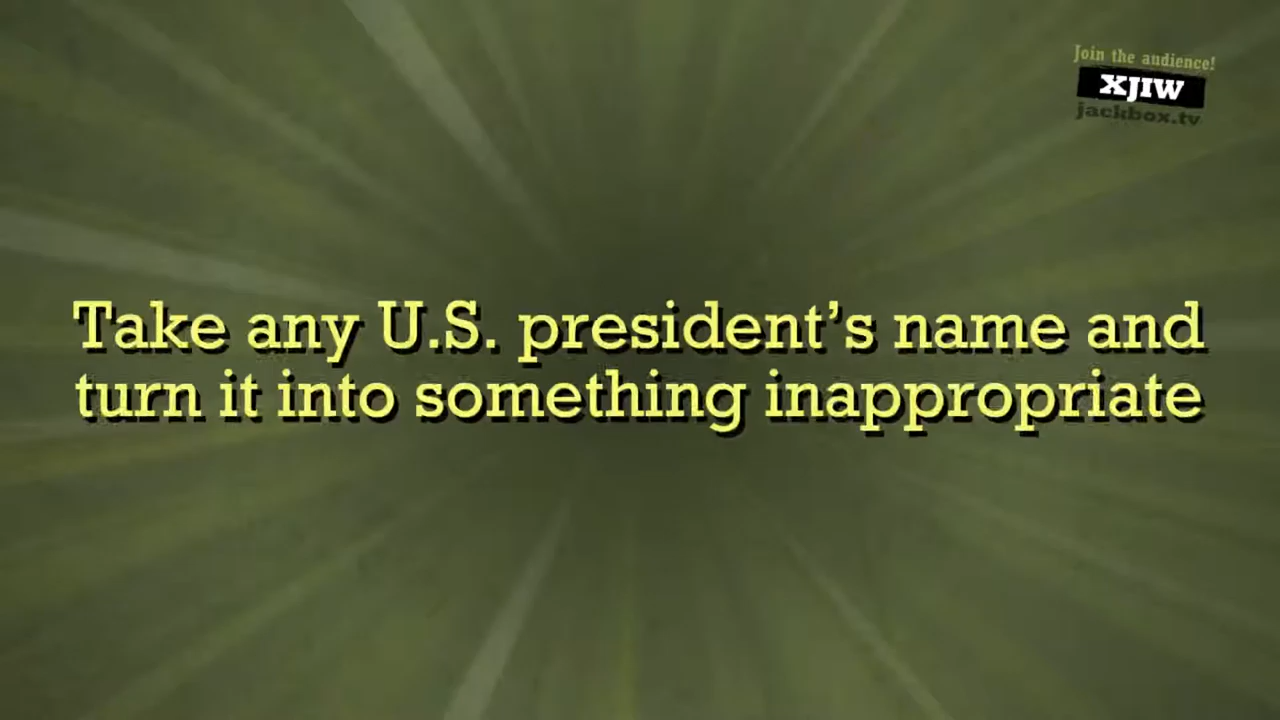 Join the audience!
XJIW
jackbox.tv
Take any U.S. president’s name and
turn it into something inappropriate